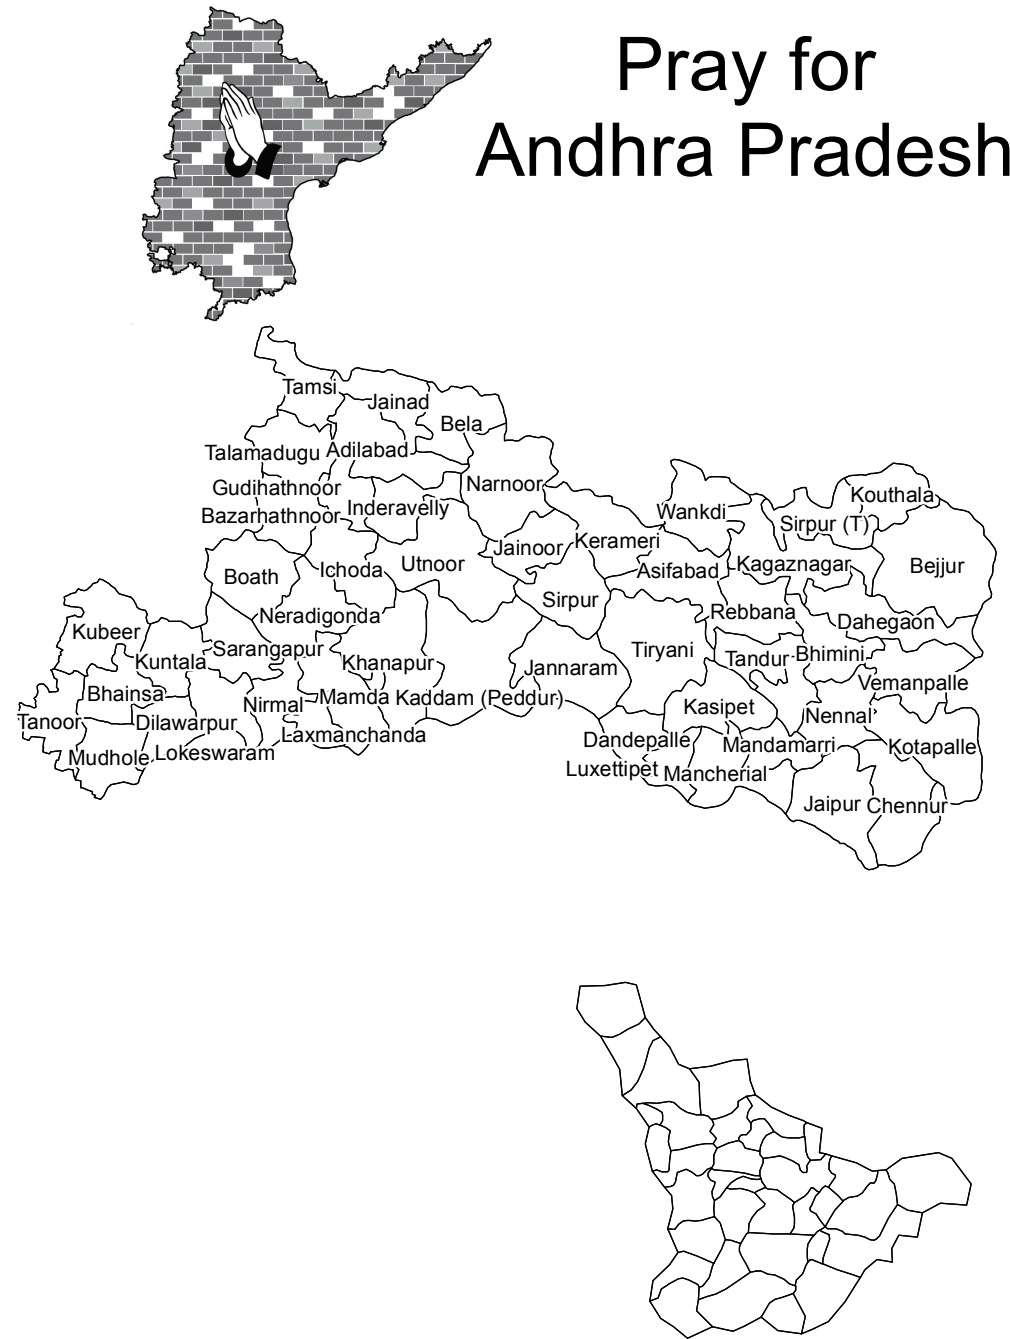 Pray for
Andhra Pradesh
Tamsi
Jainad
Bela
Talamadugu
Adilabad
Gudihathnoor
Narnoor
Bazarhathnoor
Inderavelly
Wankdi
Kouthala
Sirpur (T)
Jainoor
Kerameri
Boath
Ichoda
Utnoor
Asifabad
Kagaznagar
Bejjur
Neradigonda
Sirpur
Rebbana
Dahegaon
Kubeer
Kuntala
Sarangapur
Khanapur
Jannaram
Tiryani
Tandur
Bhimini
Bhainsa
Nirmal
Mamda
Kaddam (Peddur)
Vemanpalle
Tanoor
Dilawarpur
Kasipet
Nennal
Mudhole
Lokeswaram
Laxmanchanda
Dandepalle
Mandamarri
Kotapalle
Luxettipet
Mancherial
Jaipur
Chennur